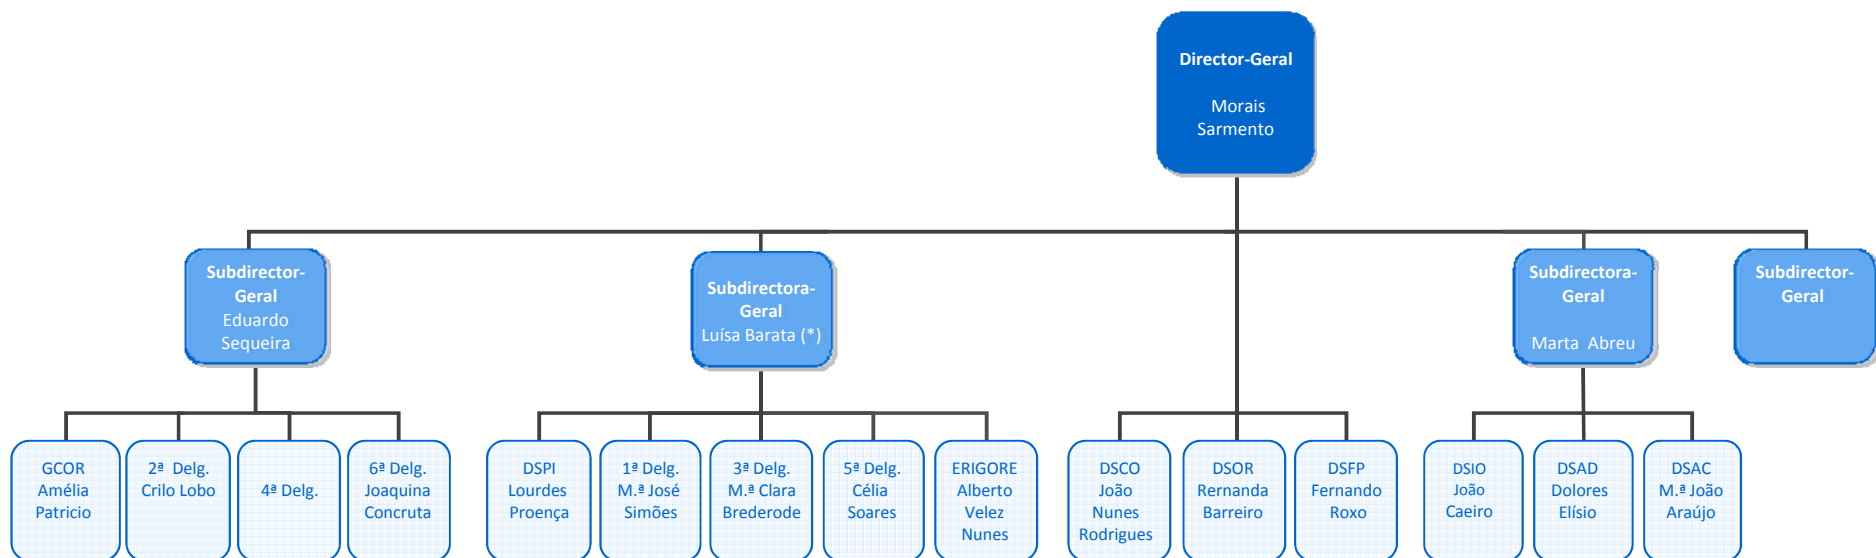 Director-Geral
Morais
Sarmento
Subdirector-
Geral
Eduardo
Sequeira
Subdirectora-
Geral
Luísa Barata (*)
Subdirectora-
Geral
Marta Abreu
Subdirector-
Geral
GCOR
Amélia
Patricio
2ª Delg.
Crilo Lobo
4ª Delg.
6ª Delg.
Joaquina
Concruta
DSPI
Lourdes
Proença
1ª Delg.
M.ª José
Simões
3ª Delg.
M.ª Clara
Brederode
5ª Delg.
Célia
Soares
ERIGORE
Alberto
Velez
Nunes
DSCO
João
Nunes
Rodrigues
DSOR
Rernanda
Barreiro
DSFP
Fernando
Roxo
DSIO
João
Caeiro
DSAD
Dolores
Elísio
DSAC
M.ª João
Araújo